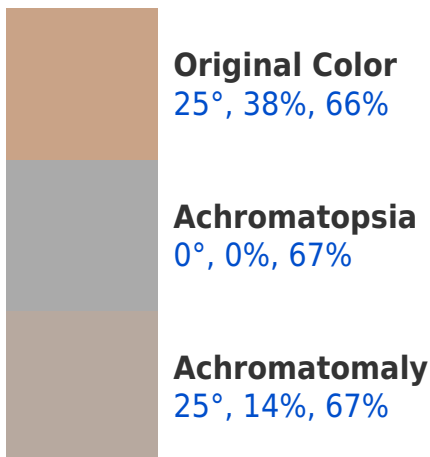 Original Color
25°, 38%, 66%
Achromatopsia
0°, 0%, 67%
Achromatomaly
25°, 14%, 67%